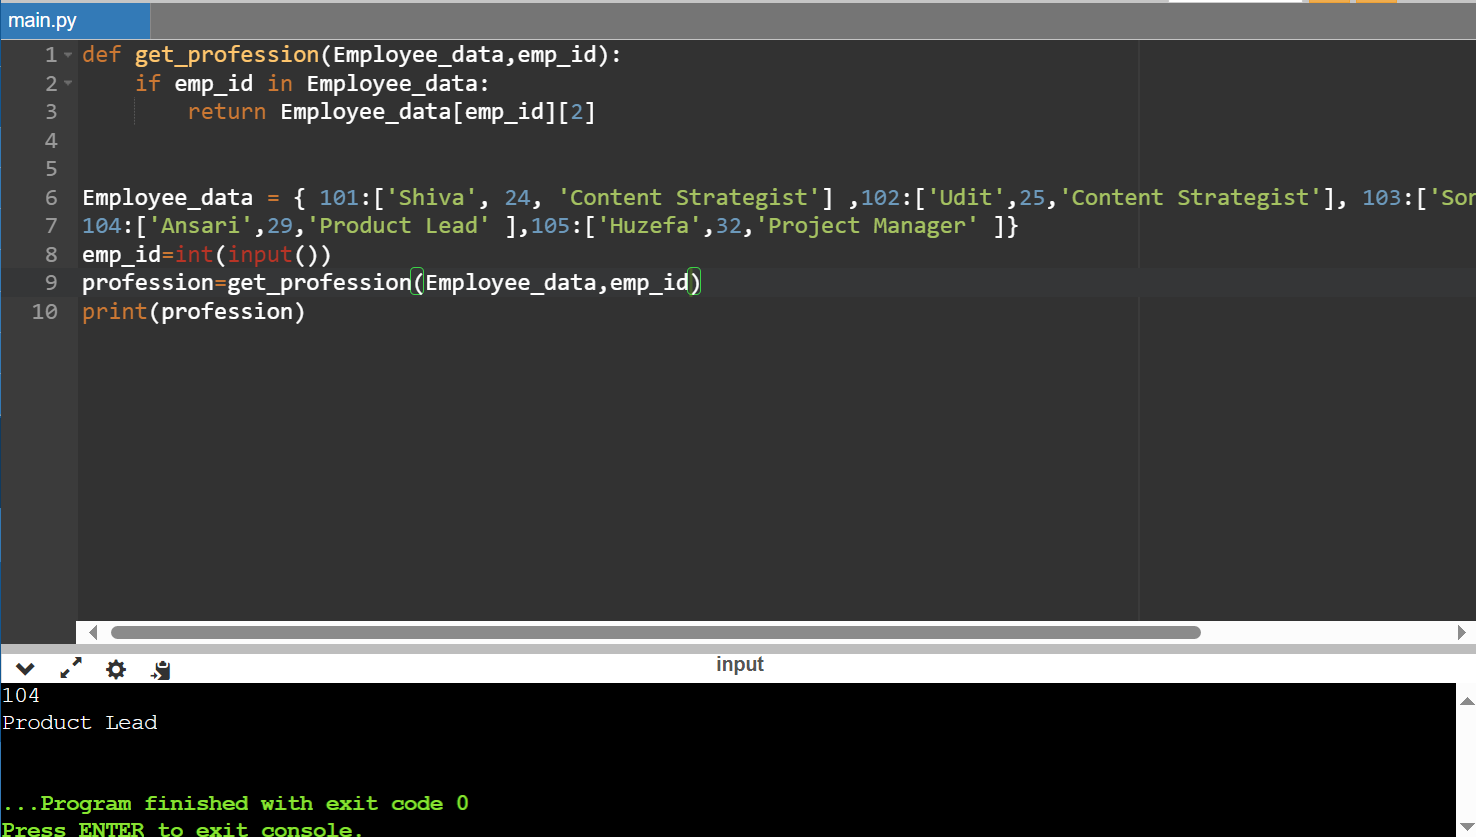 main.py
1 def get_profession(Employee_data,emp_id):
2     if emp_id in Employee_data:
3         return Employee_data[emp_id][2]
4
5
6 Employee_data = { 101:['Shiva', 24, 'Content Strategist'] ,102:['Udit',25,'Content Strategist'], 103:['Sor
7 104:['Ansari',29,'Product Lead' ],105:['Huzefa',32,'Project Manager' ]}
8 emp_id=int(input())
9 profession=get_profession(Employee_data,emp_id)
10 print(profession)
input
104
Product Lead
...Program finished with exit code 0
Press ENTER to exit console.